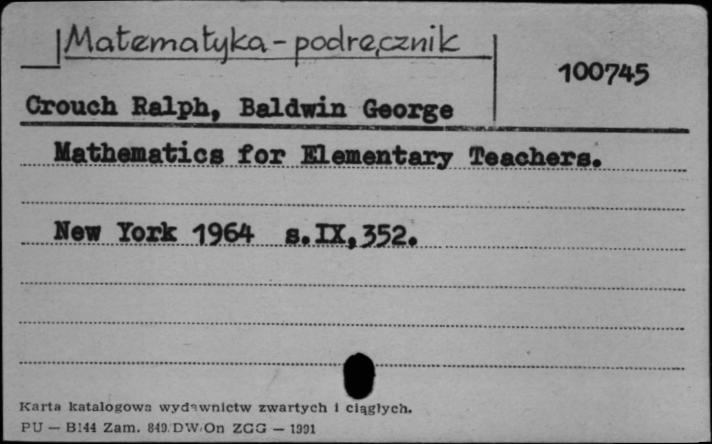 Matematyka - podręcznik
100745
Crouch Ralph, Baldwin George
Mathematics for Elementary Teachers.
New York 1964 s.IX,352.
Karta katalogowa wydawnictw zwartych i ciągłych.
PU — B144 Zam. 849/DW/On ZGG — 1991